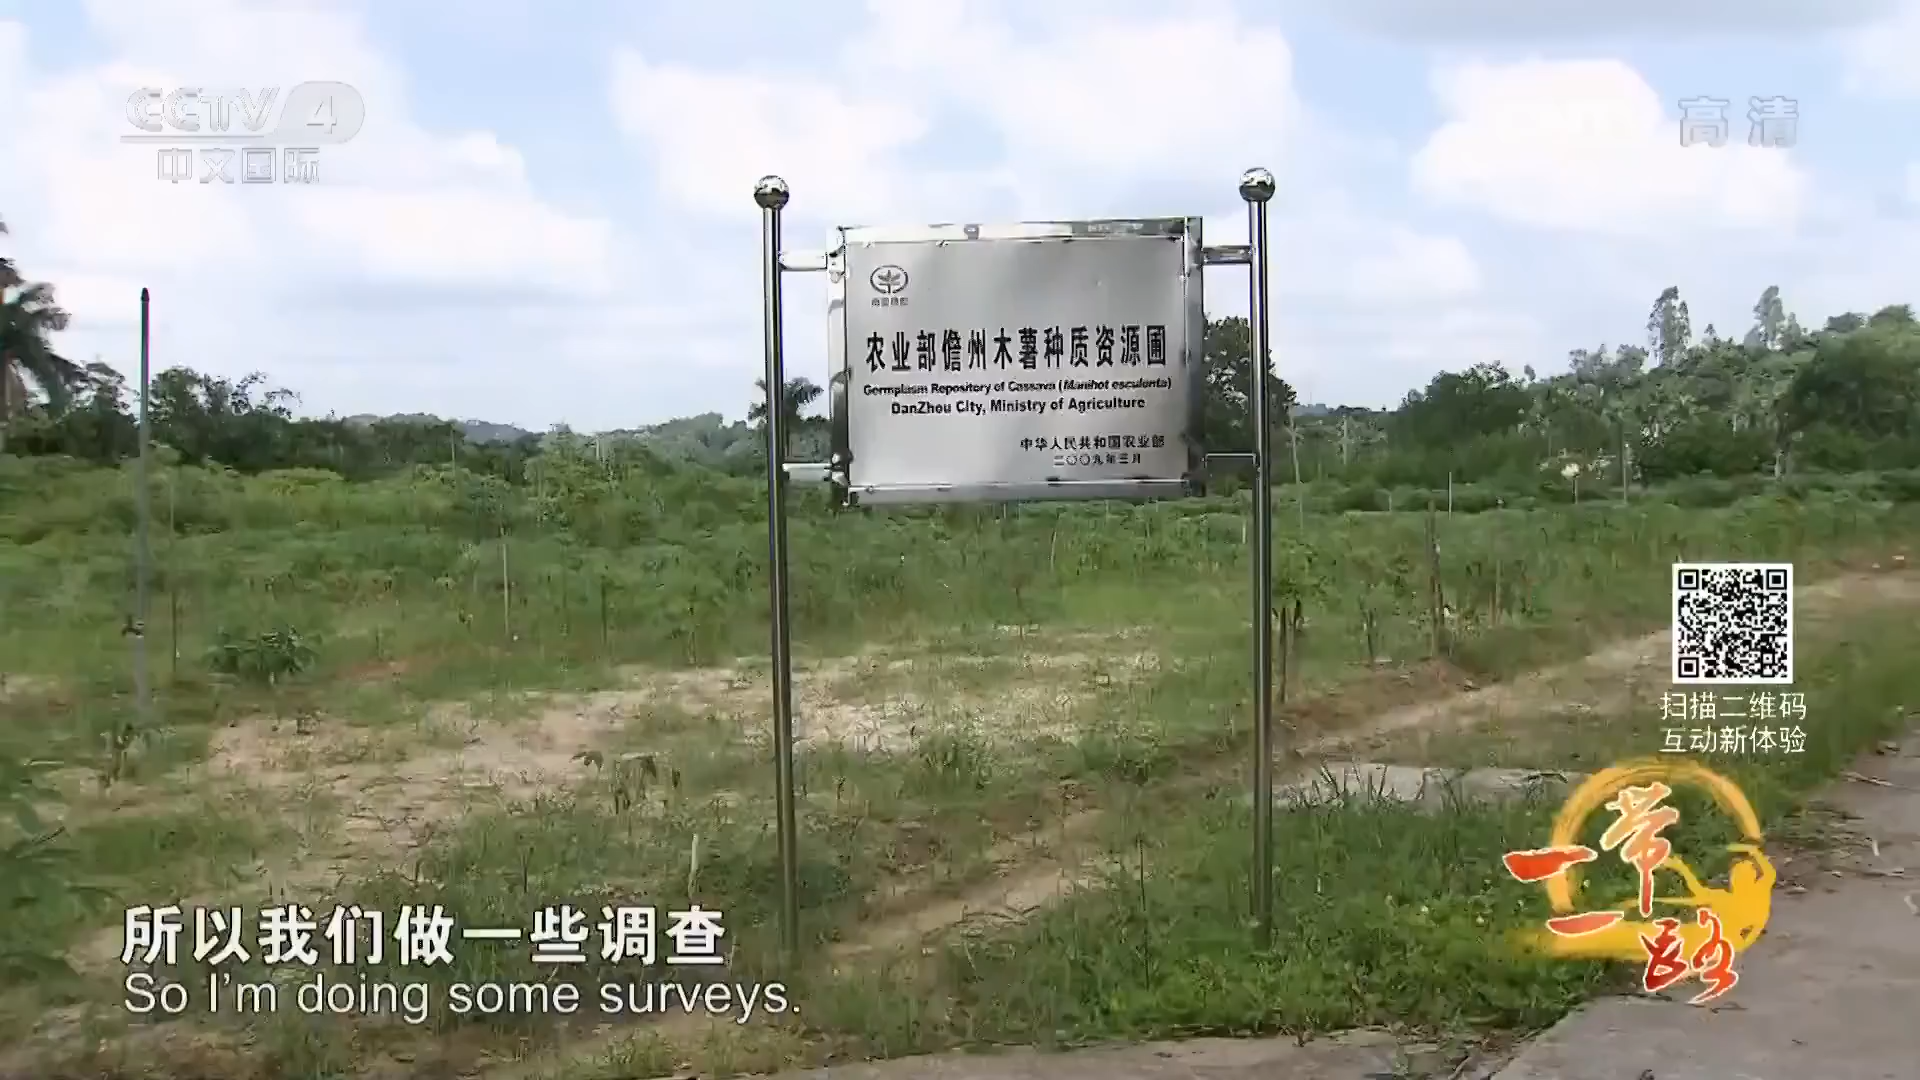 CCTV 4
中文国际
高清
农业部儋州木薯种质资源圃
Germplasm Repository of Cassava (Manihot esculenta)
DanZhou City, Ministry of Agriculture
中华人民共和国农业部
二〇〇九年三月
扫描二维码
互动新体验
一带一路
所以我们做一些调查
So I'm doing some surveys.